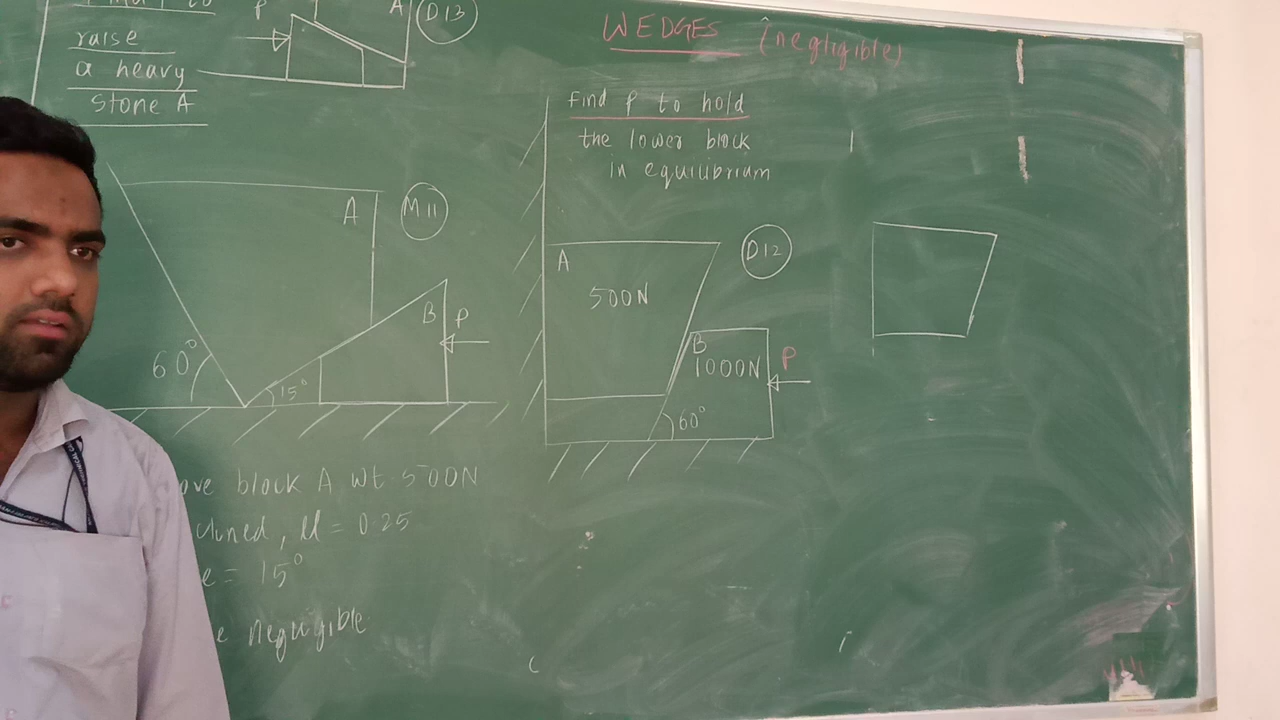 P
A
D13
raise
a heavy
stone A
WEDGES (negligible)
Find P to hold
the lower block
in equilibrium
A
M11
B
P
60°
15°
A
500N
D12
B
1000N
P
60°
ove block A wt 500N
clined, µ = 0.25
e = 15°
e negligible